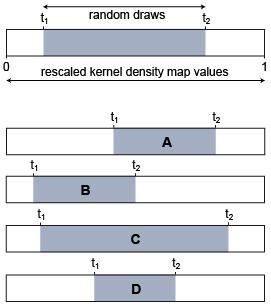 random draws
t1 t2
0 1
rescaled kernel density map values
t1 t2
A
t1 t2
B
t1 t2
C
t1 t2
D